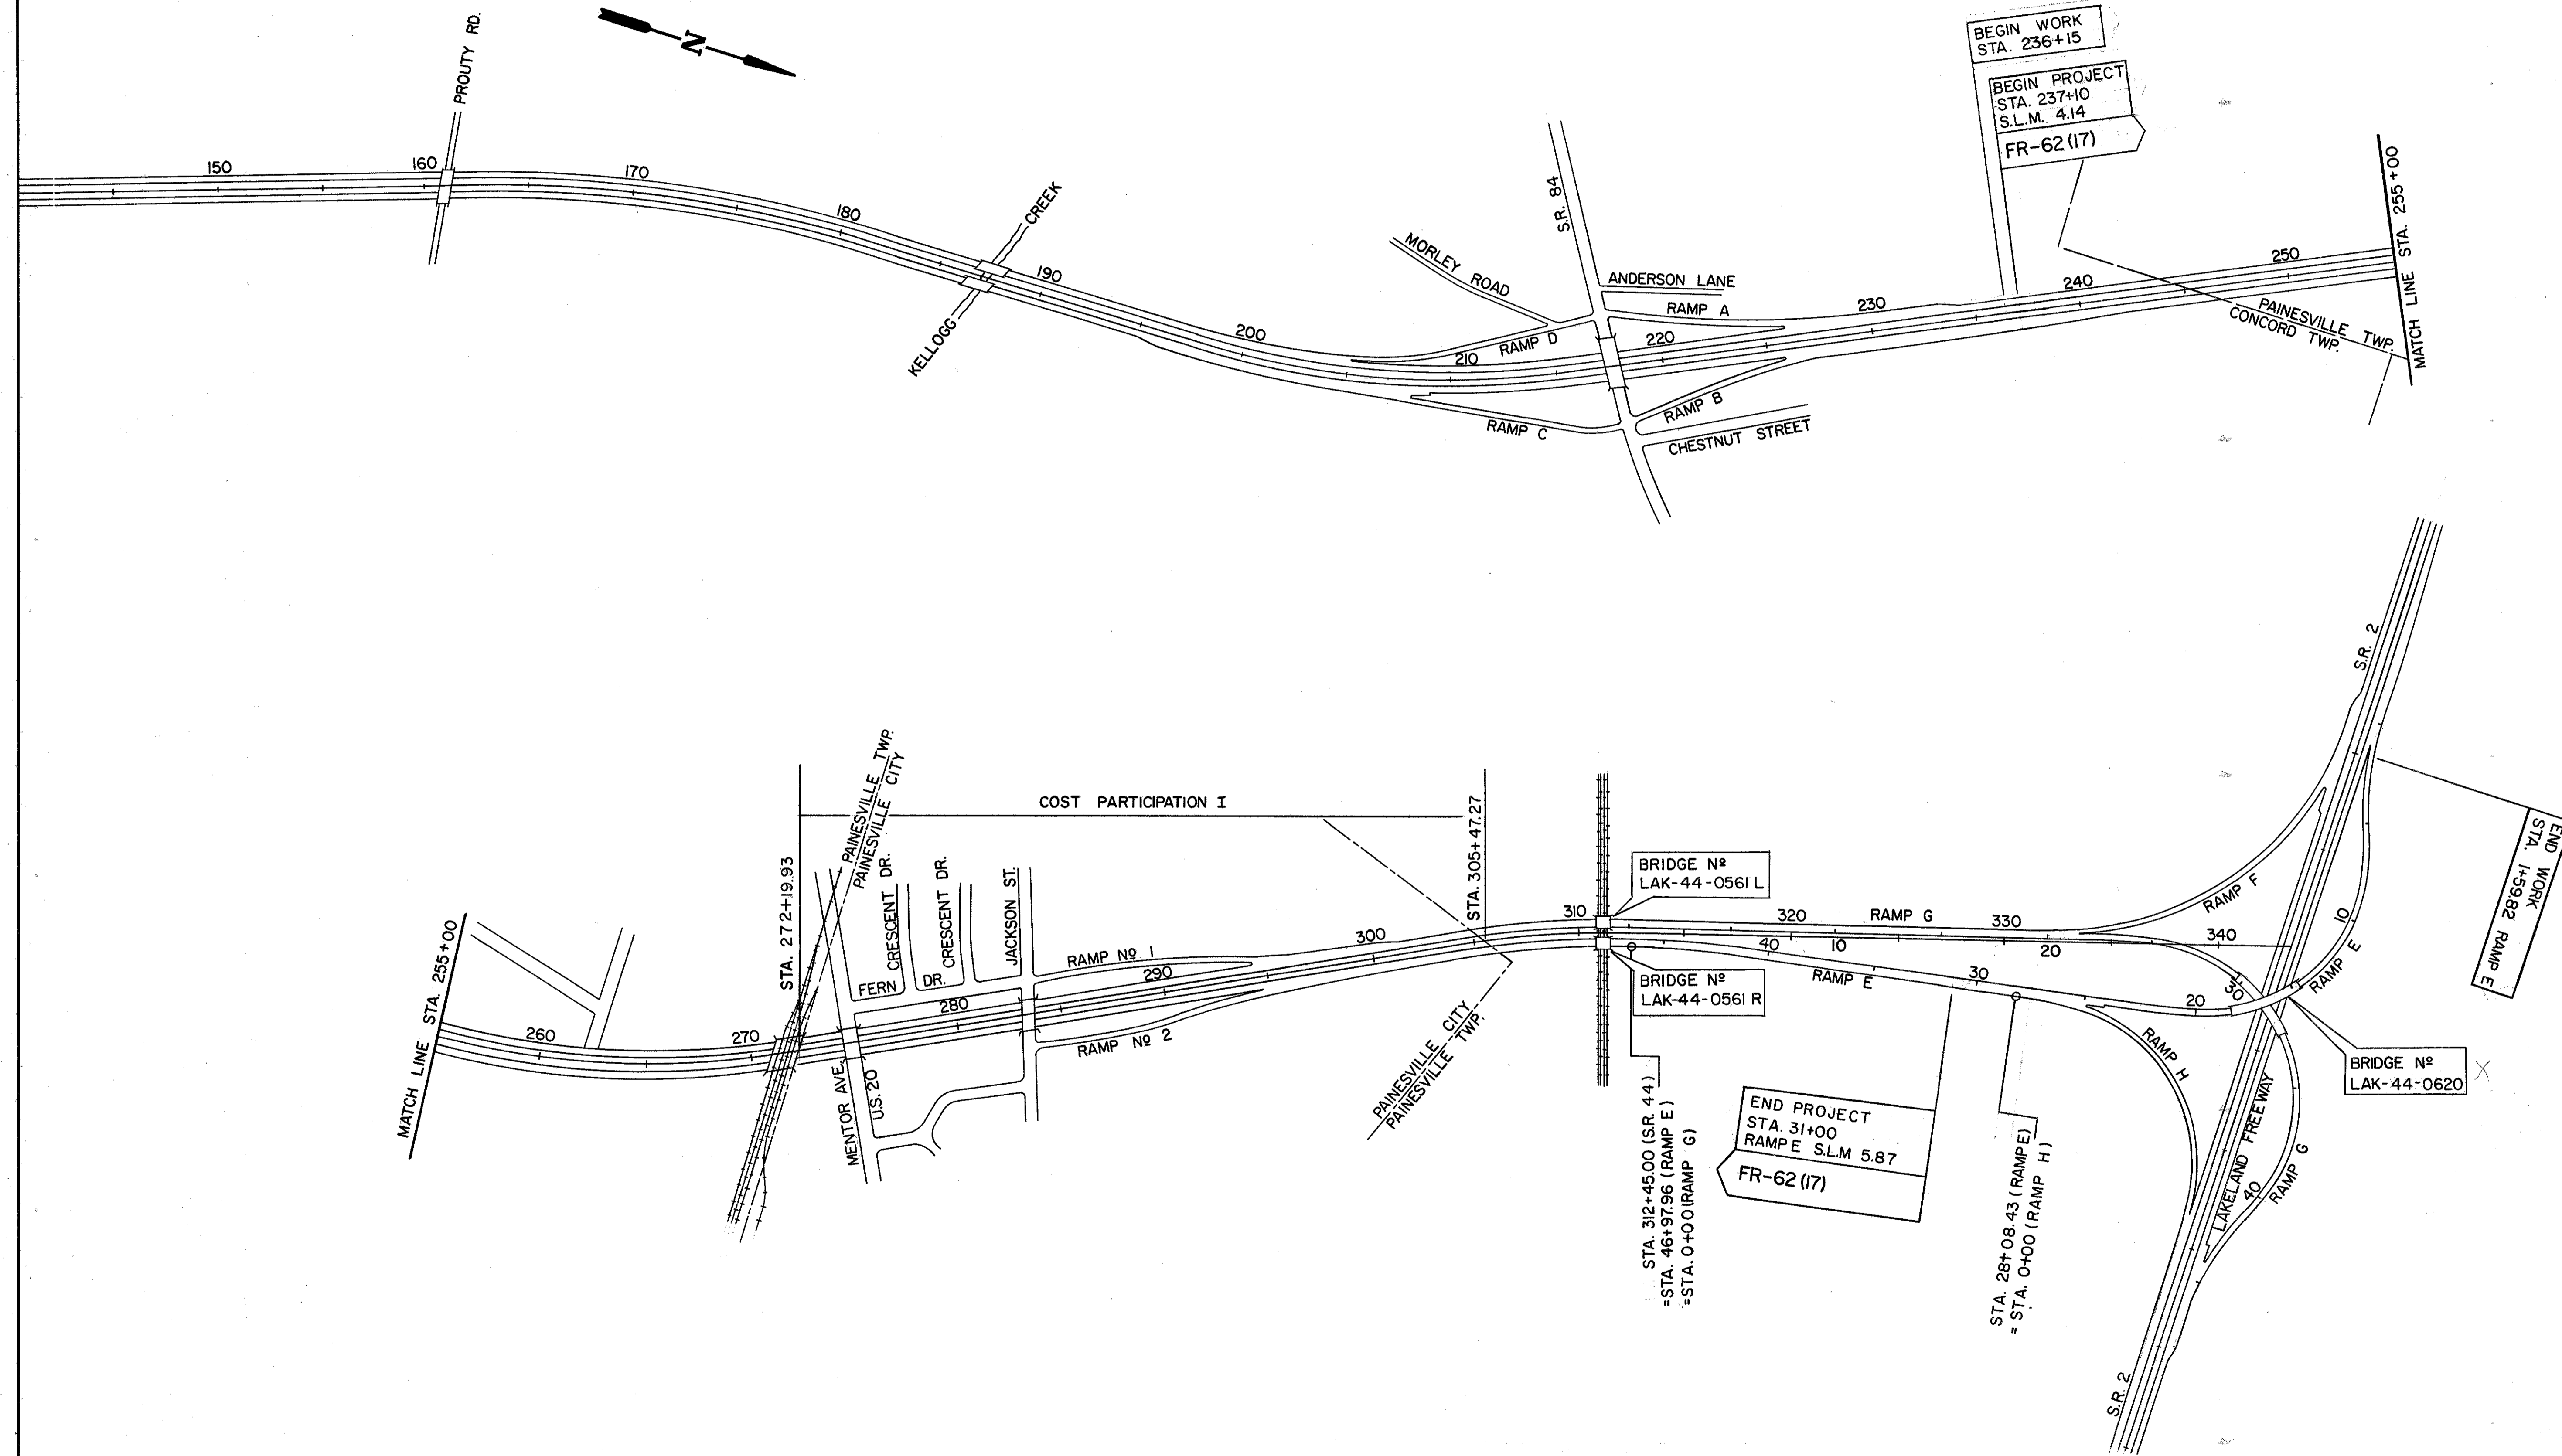 PROUTY RD.
N
BEGIN WORK
STA. 236+15
BEGIN PROJECT
STA. 237+10
S.L.M. 4.14
FR-62(17)
150
160
170
180
190
200
210
220
230
240
250
KELLOGG CREEK
MORLEY ROAD
S.R. 84
ANDERSON LANE
RAMP A
RAMP D
RAMP B
RAMP C
CHESTNUT STREET
PAINESVILLE TWP.
CONCORD TWP.
MATCH LINE STA. 255+00
MATCH LINE STA. 255+00
260
270
280
290
300
310
320
330
340
STA. 272+19.93
PAINESVILLE TWP.
PAINESVILLE CITY
COST PARTICIPATION I
STA. 305+47.27
CRESCENT DR.
CRESCENT DR.
FERN DR.
JACKSON ST.
RAMP Nº 1
RAMP Nº 2
MENTOR AVE.
U.S. 20
PAINESVILLE CITY
PAINESVILLE TWP.
BRIDGE Nº
LAK-44-0561 L
BRIDGE Nº
LAK-44-0561 R
RAMP G
40
10
20
30
RAMP E
30
20
10
RAMP E
RAMP F
RAMP H
S.R. 2
END WORK
STA. 1+59.82 RAMP E
BRIDGE Nº
LAK-44-0620
X
LAKELAND FREEWAY
40
RAMP G
S.R. 2
STA. 312+45.00 (S.R. 44)
=STA. 46+97.96 (RAMP E)
=STA. 0+00 (RAMP G)
END PROJECT
STA. 31+00
RAMP E S.L.M 5.87
FR-62(17)
STA. 28+08.43 (RAMP E)
= STA. 0+00 (RAMP H)